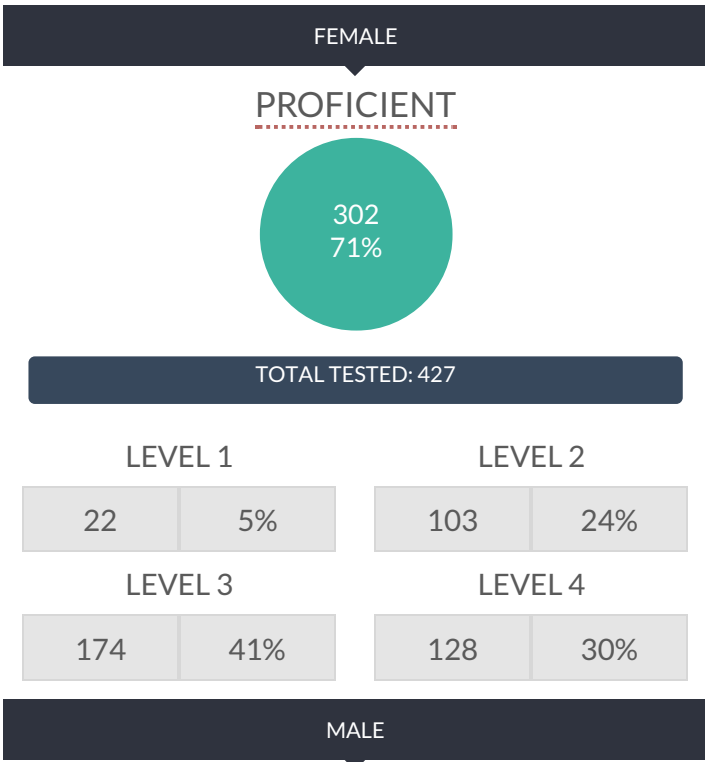 FEMALE
PROFICIENT
302
71%
TOTAL TESTED: 427
LEVEL 1 LEVEL 2
22 5% 103 24%
LEVEL 3 LEVEL 4
174 41% 128 30%
MALE